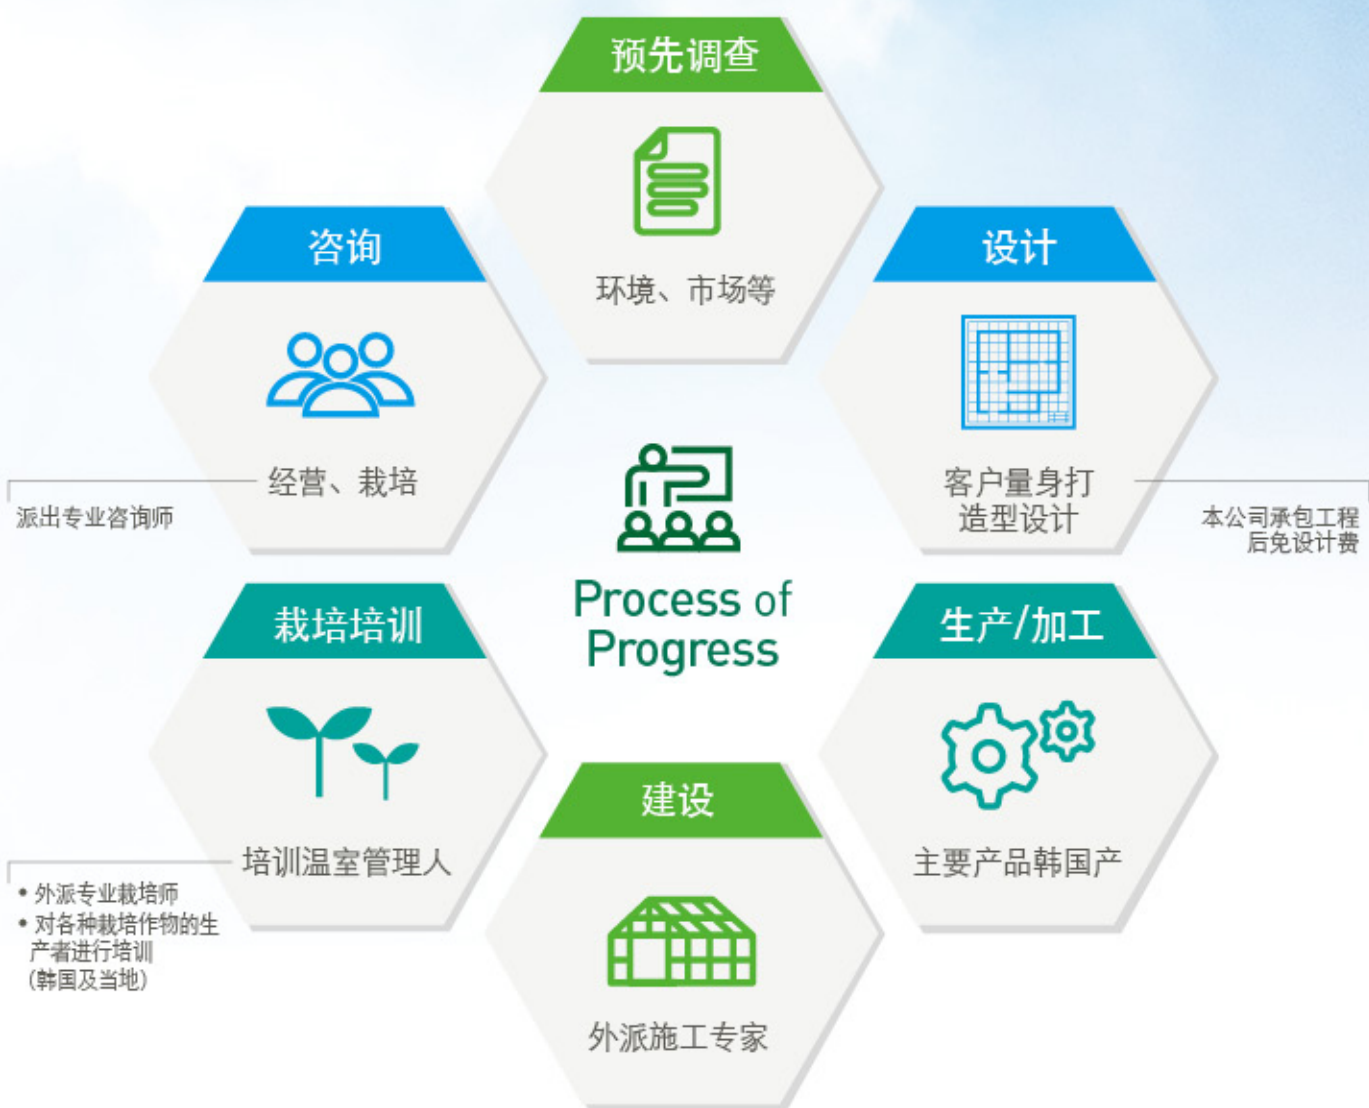 预先调查
环境、市场等
设计
客户量身打
造型设计
本公司承包工程
后免设计费
生产/加工
主要产品韩国产
建设
外派施工专家
栽培培训
培训温室管理人
• 外派专业栽培师
• 对各种栽培作物的生
产者进行培训
（韩国及当地）
咨询
经营、栽培
派出专业咨询师
Process of
Progress